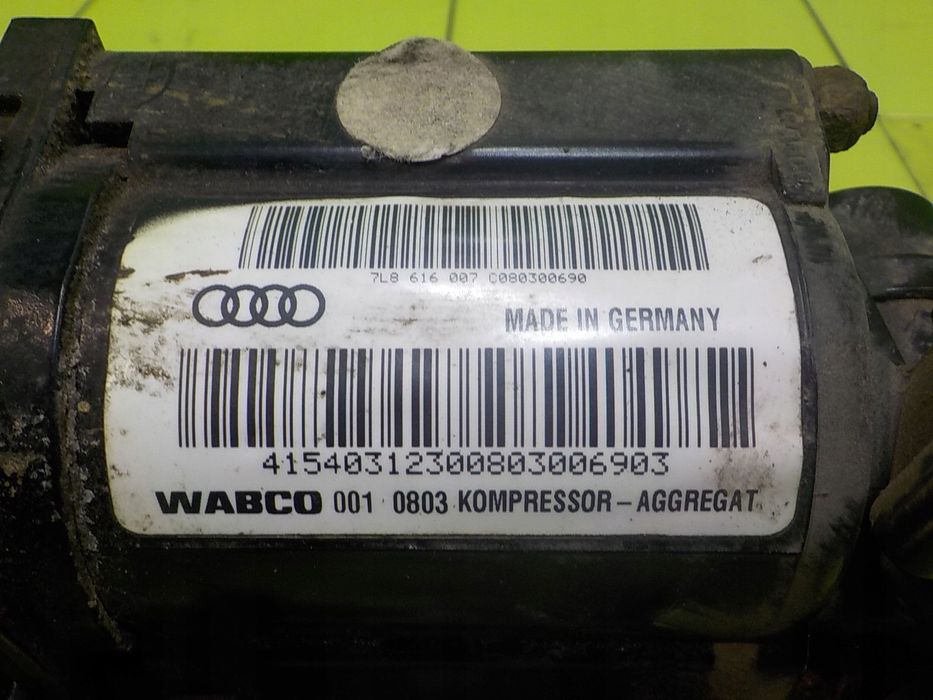 7L8 616 007 C080300690
MADE IN GERMANY
41540312300803006903
WABCO 001 0803 KOMPRESSOR-AGGREGAT